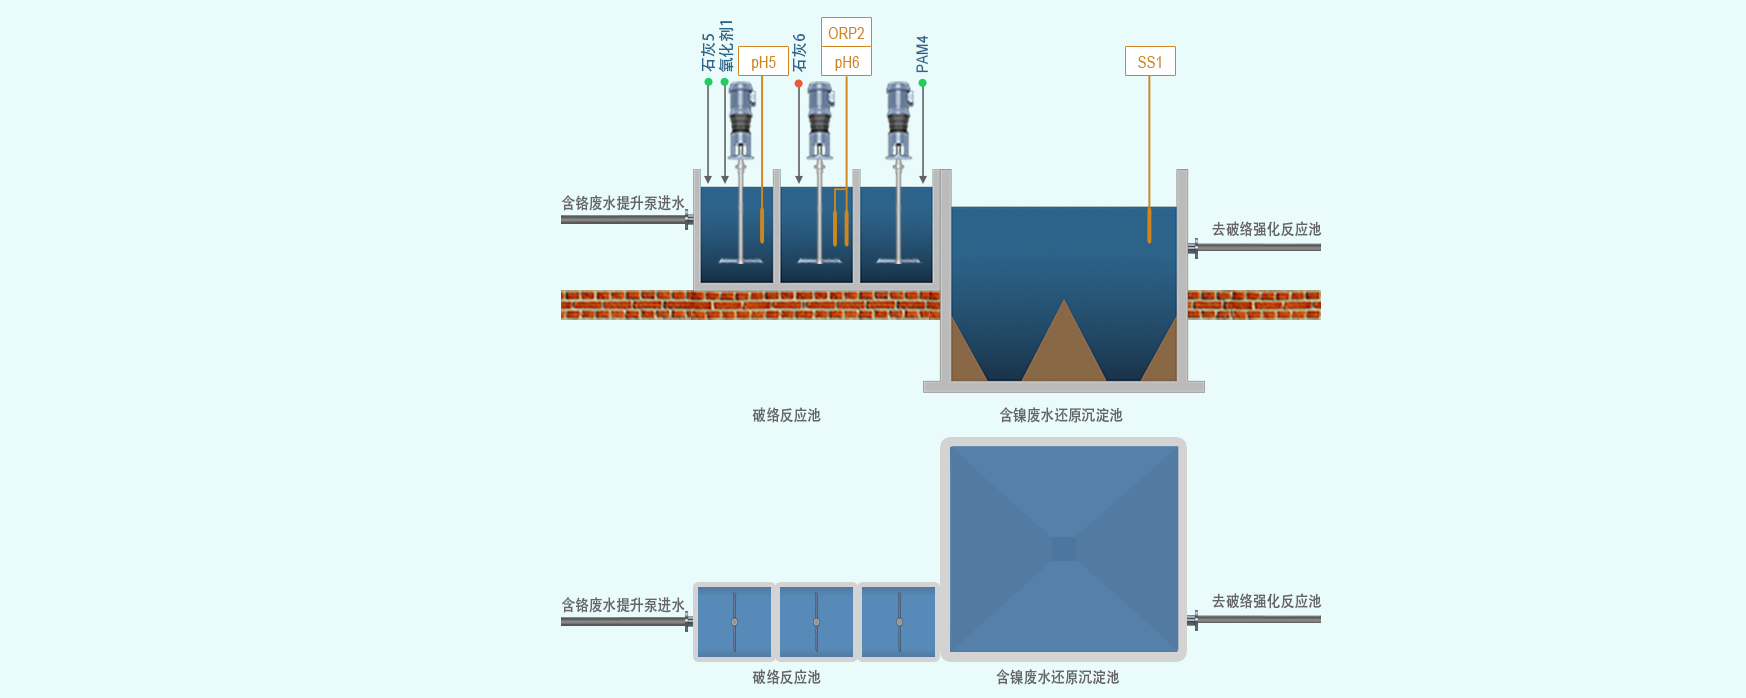 石灰5
氧化剂1
pH5
石灰6
ORP2
pH6
PAM4
SS1
含铬废水提升泵进水
去破络强化反应池
破络反应池
含镍废水还原沉淀池
含铬废水提升泵进水
去破络强化反应池
破络反应池
含镍废水还原沉淀池